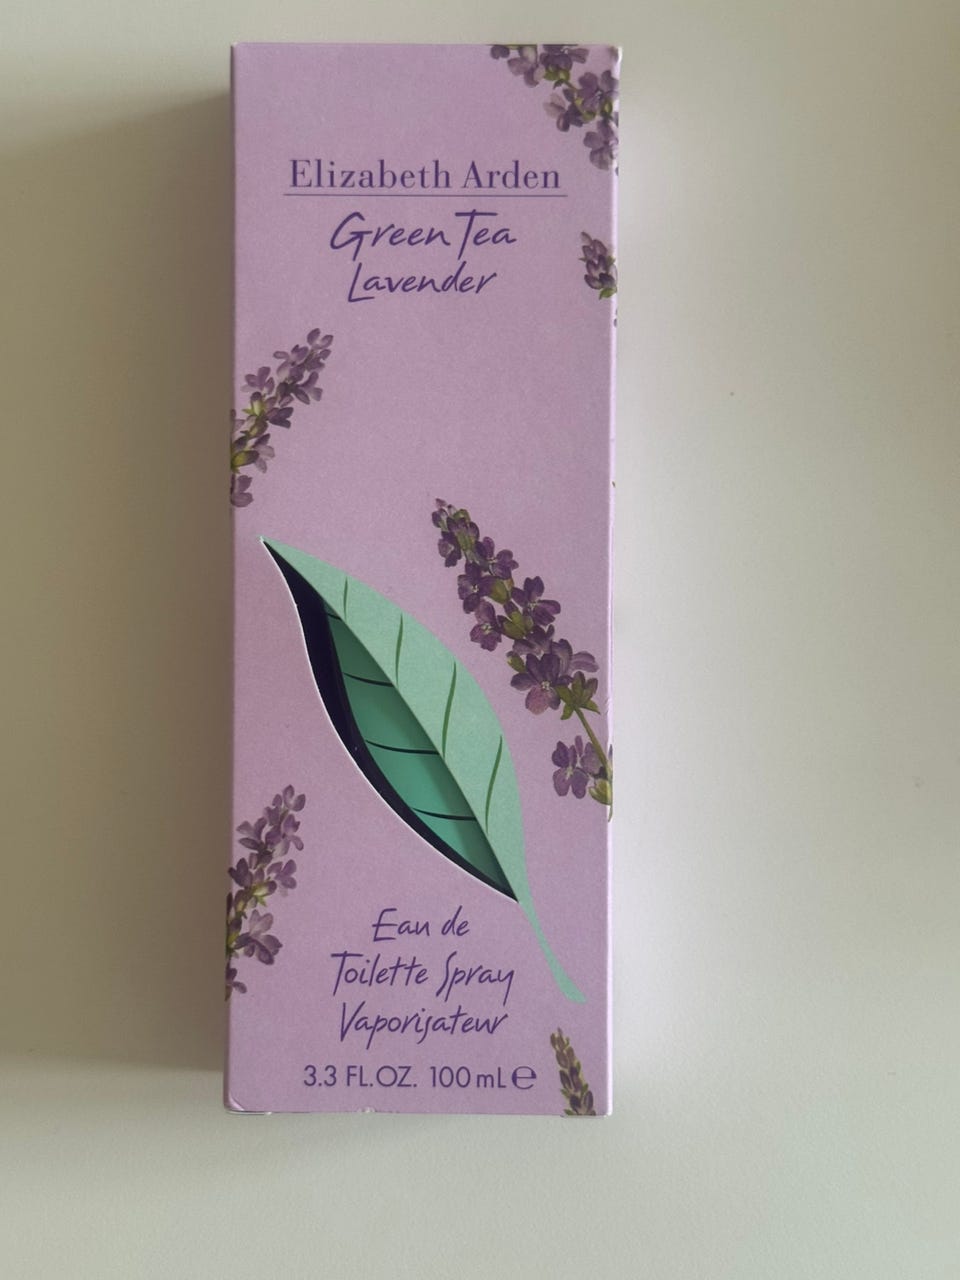 Elizabeth Arden
Green Tea
Lavender
Eau de
Toilette Spray
Vaporisateur
3.3 FL.OZ. 100 mL ℮